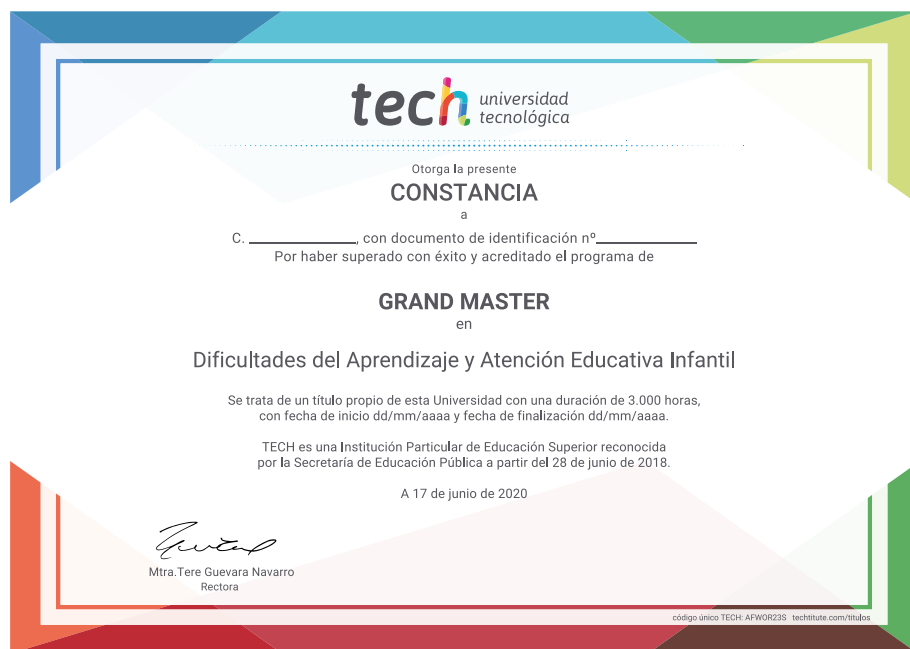 tech universidad
tecnológica
Otorga la presente
CONSTANCIA
a
C. ____________, con documento de identificación nº____________
Por haber superado con éxito y acreditado el programa de
GRAND MASTER
en
Dificultades del Aprendizaje y Atención Educativa Infantil
Se trata de un título propio de esta Universidad con una duración de 3.000 horas,
con fecha de inicio dd/mm/aaaa y fecha de finalización dd/mm/aaaa.
TECH es una Institución Particular de Educación Superior reconocida
por la Secretaría de Educación Pública a partir del 28 de junio de 2018.
A 17 de junio de 2020
Mtra.Tere Guevara Navarro
Rectora
código único TECH: AFWOR23S techtitute.com/titulos